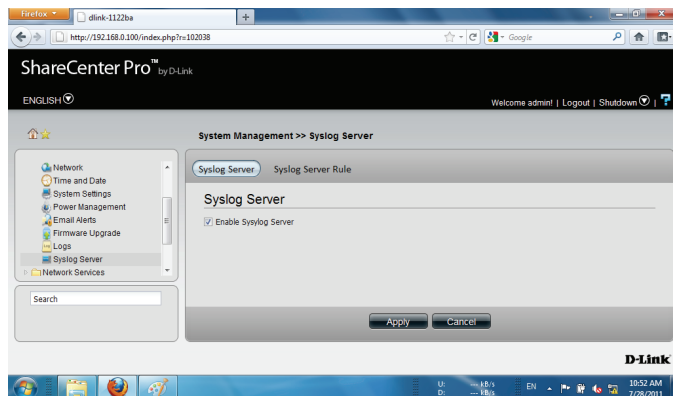 Firefox
dlink-1122ba
+
http://192.168.0.100/index.php?r=102038
Google
ShareCenter Pro™ by D-Link
ENGLISH
Welcome admin! | Logout | Shutdown | ?
System Management >> Syslog Server
Network
Time and Date
System Settings
Power Management
Email Alerts
Firmware Upgrade
Logs
Syslog Server
Network Services
Search
Syslog Server
Syslog Server Rule
Syslog Server
Enable Sysylog Server
Apply
Cancel
D-Link
U: --- kB/s
D: --- kB/s
EN
10:52 AM
7/28/2011